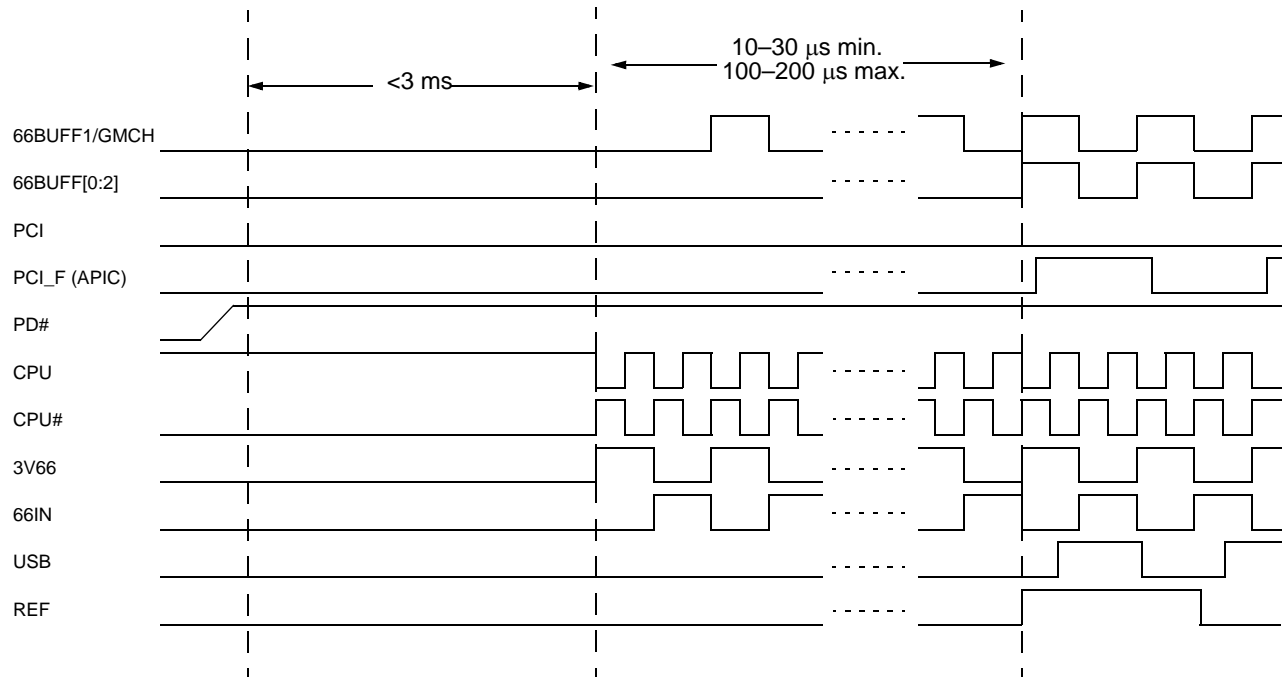 <3 ms
10–30 μs min.
100–200 μs max.
66BUFF1/GMCH
66BUFF[0:2]
PCI
PCI_F (APIC)
PD#
CPU
CPU#
3V66
66IN
USB
REF